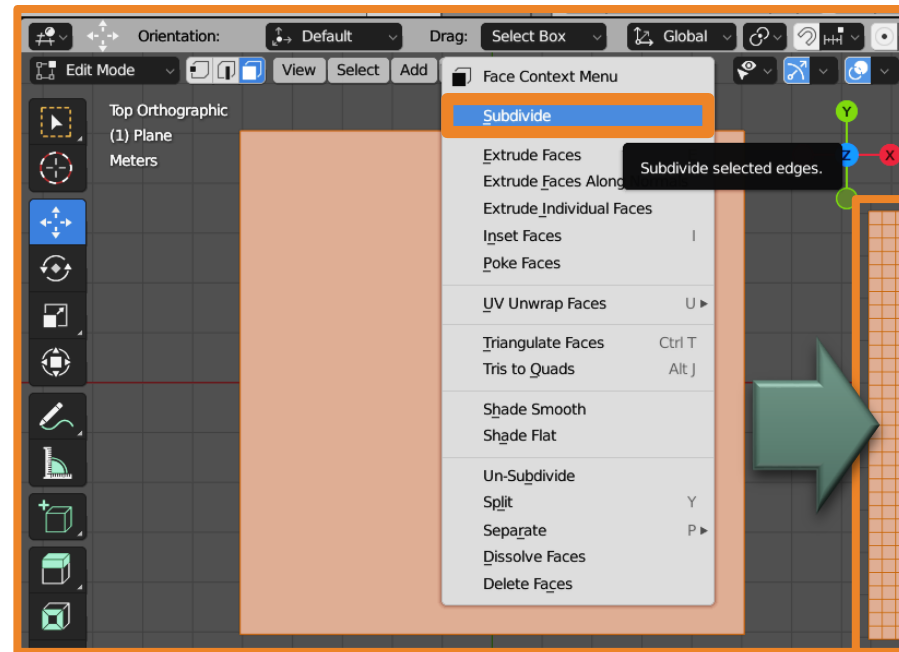 Orientation: Default Drag: Select Box Global
Edit Mode View Select Add
Top Orthographic
(1) Plane
Meters
Face Context Menu
Subdivide
Subdivide selected edges.
Extrude Faces
Extrude Faces Along
Extrude Individual Faces
Inset Faces I
Poke Faces
UV Unwrap Faces U
Triangulate Faces Ctrl T
Tris to Quads Alt J
Shade Smooth
Shade Flat
Un-Subdivide
Split Y
Separate P
Dissolve Faces
Delete Faces
Y
Z X